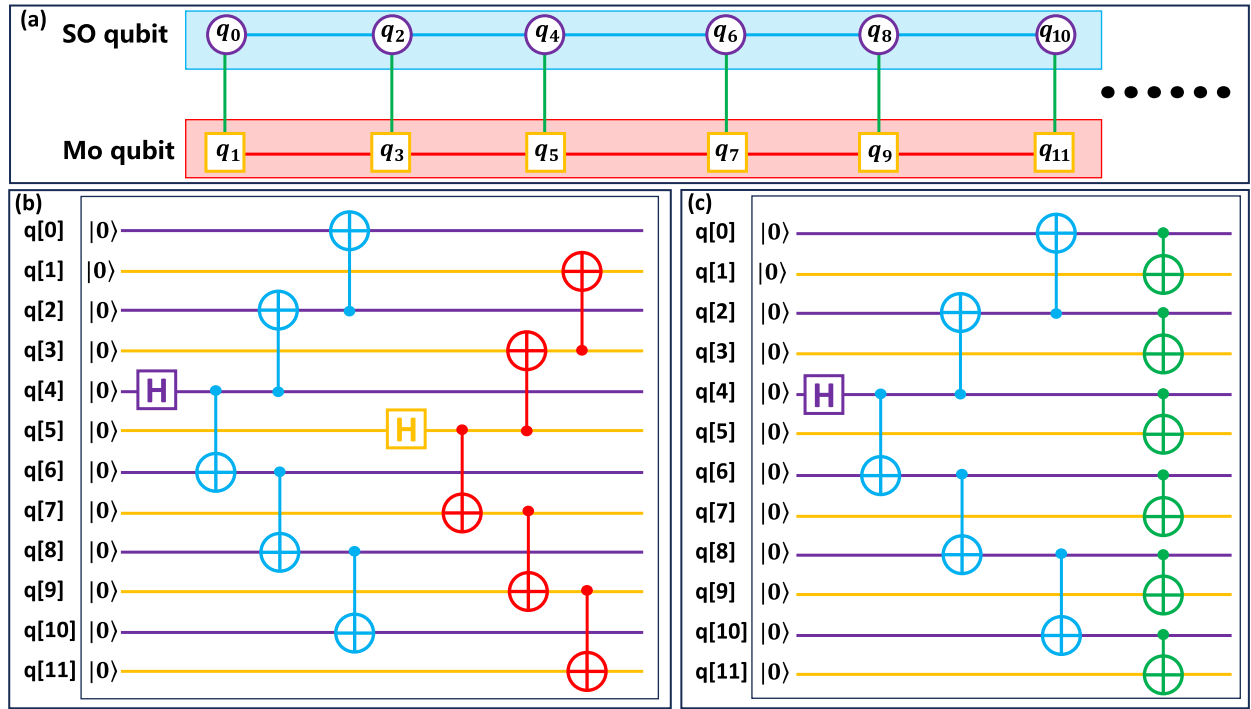 (a)
SO qubit q₀ q₂ q₄ q₆ q₈ q₁₀
Mo qubit q₁ q₃ q₅ q₇ q₉ q₁₁
(b)
q[0] |0⟩
q[1] |0⟩
q[2] |0⟩
q[3] |0⟩
q[4] |0⟩ H
q[5] |0⟩ H
q[6] |0⟩
q[7] |0⟩
q[8] |0⟩
q[9] |0⟩
q[10] |0⟩
q[11] |0⟩
(c)
q[0] |0⟩
q[1] |0⟩
q[2] |0⟩
q[3] |0⟩
q[4] |0⟩ H
q[5] |0⟩
q[6] |0⟩
q[7] |0⟩
q[8] |0⟩
q[9] |0⟩
q[10] |0⟩
q[11] |0⟩